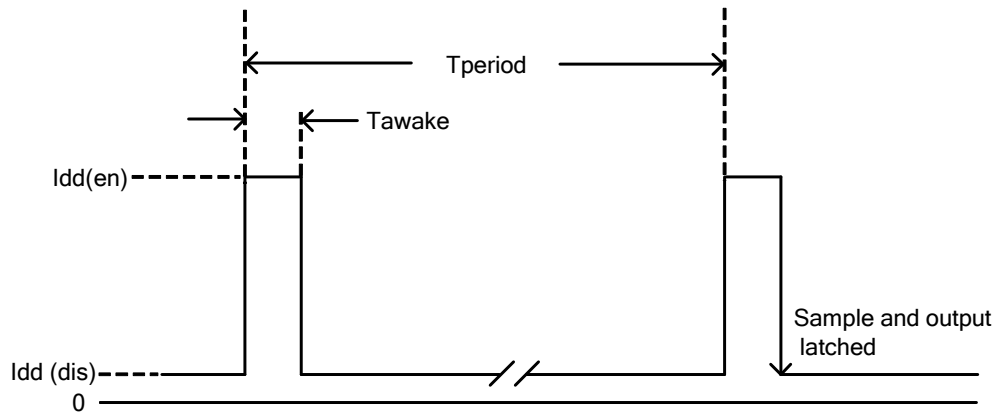 Tperiod
Tawake
Idd(en)
Sample and output
latched
Idd (dis)
0